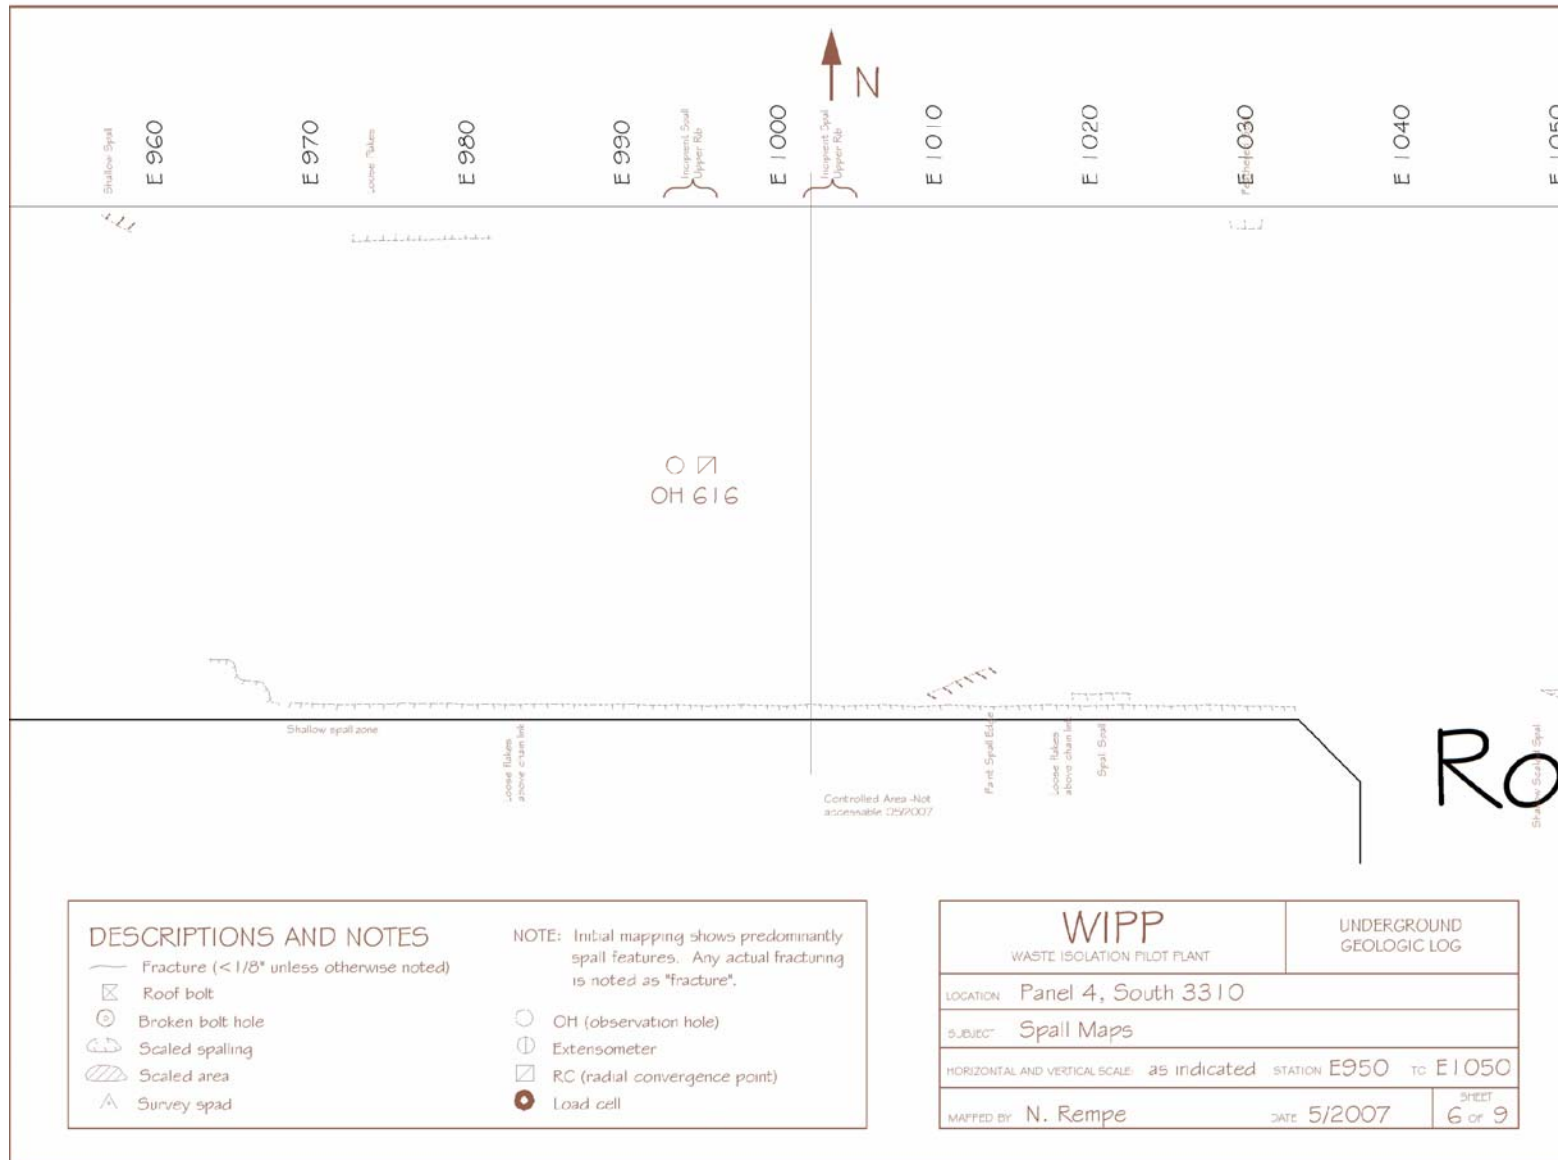 N
Shallow Spall
E 960
E 970
Loose flakes
E 980
E 990
Incipient Spall
Upper Rib
E 1000
Incipient Spall
Upper Rib
E 1010
E 1020
E 1030
E 1040
E 1050
OH 616
Shallow spall zone
Loose flakes
above chain link
Controlled Area -Not
accessable 05/2007
Paint Spall Edge
Loose flakes
above chain link
Spal Scall
Ro
DESCRIPTIONS AND NOTES
Fracture (<1/8" unless otherwise noted)
Roof bolt
Broken bolt hole
Scaled spalling
Scaled area
Survey spad
NOTE: Initial mapping shows predominantly
spall features. Any actual fracturing
is noted as "fracture".
OH (observation hole)
Extensometer
RC (radial convergence point)
Load cell
WIPP
WASTE ISOLATION PILOT PLANT
UNDERGROUND
GEOLOGIC LOG
LOCATION Panel 4, South 3310
SUBJECT Spall Maps
HORIZONTAL AND VERTICAL SCALE: as indicated STATION E950 TO E1050
MAPPED BY N. Rempe DATE 5/2007 SHEET
6 OF 9